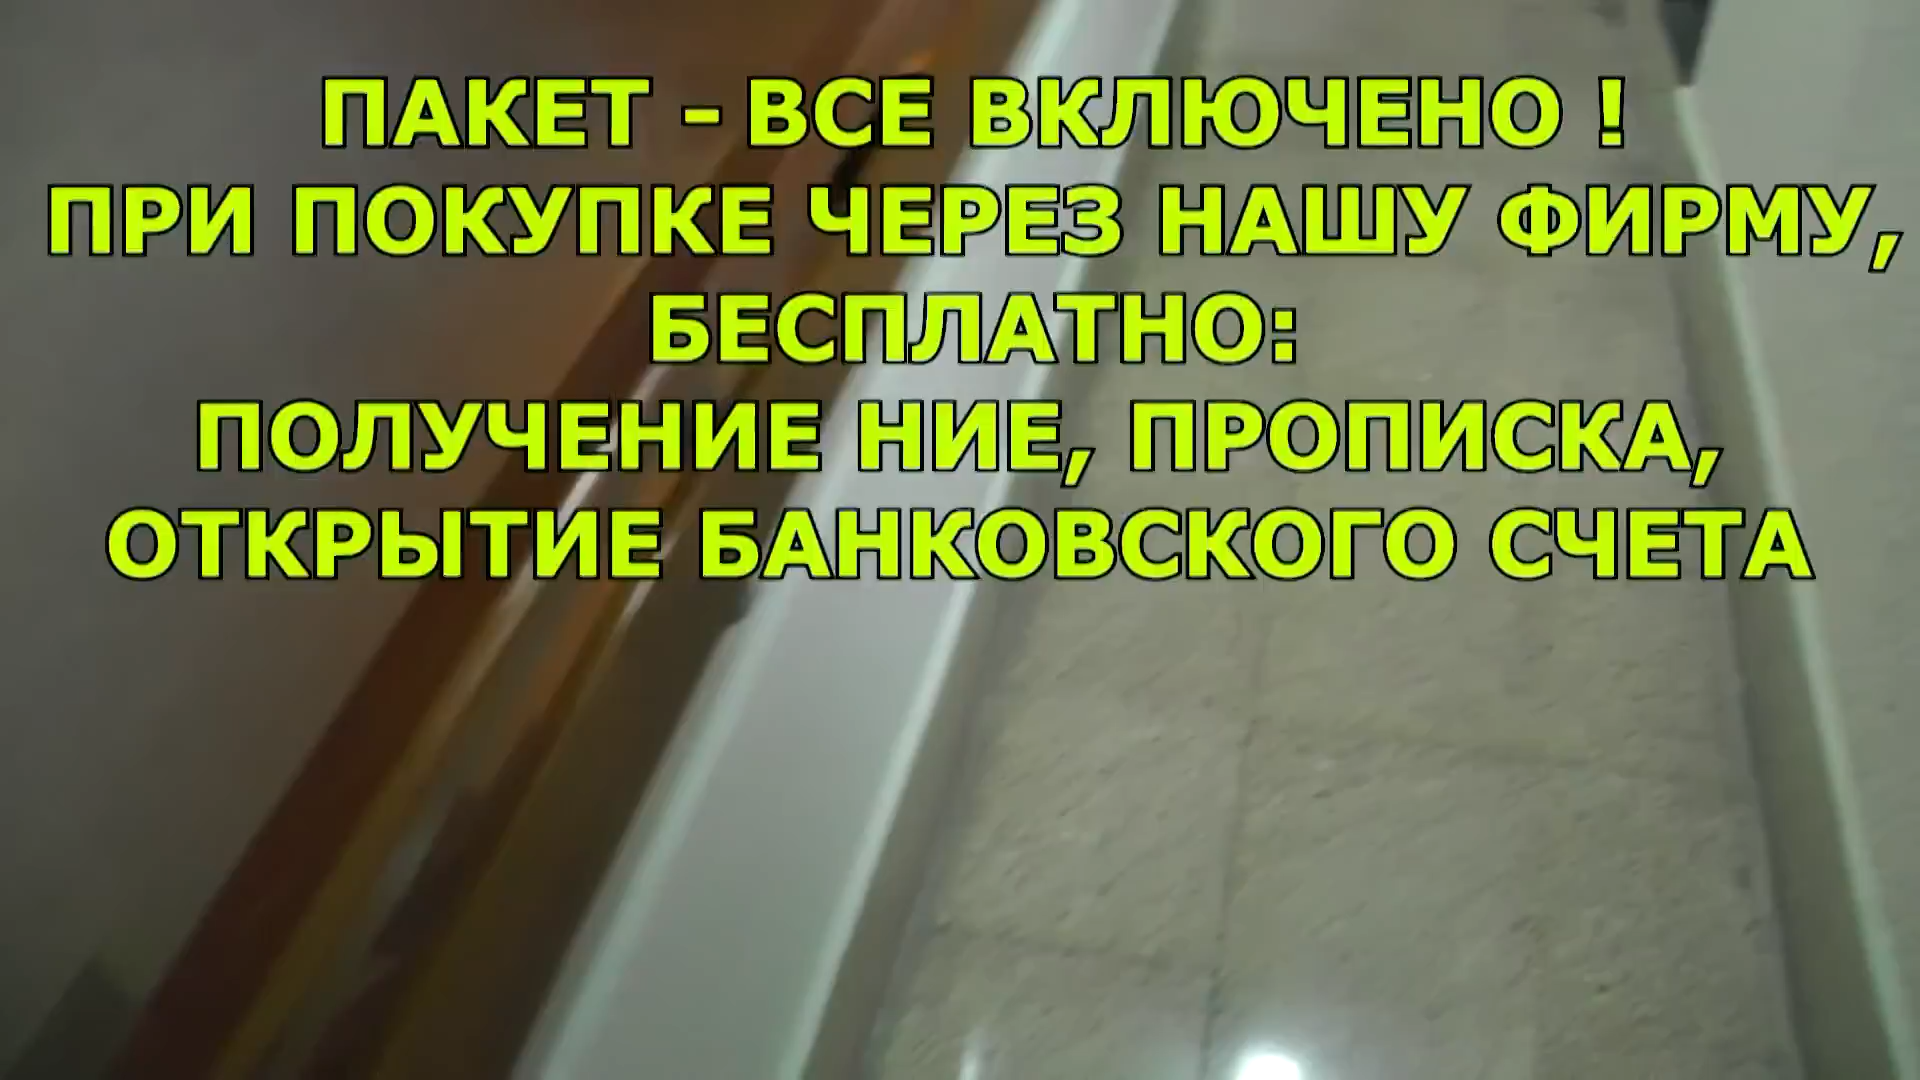 ПАКЕТ - ВСЕ ВКЛЮЧЕНО !
ПРИ ПОКУПКЕ ЧЕРЕЗ НАШУ ФИРМУ,
БЕСПЛАТНО:
ПОЛУЧЕНИЕ НИЕ, ПРОПИСКА,
ОТКРЫТИЕ БАНКОВСКОГО СЧЕТА